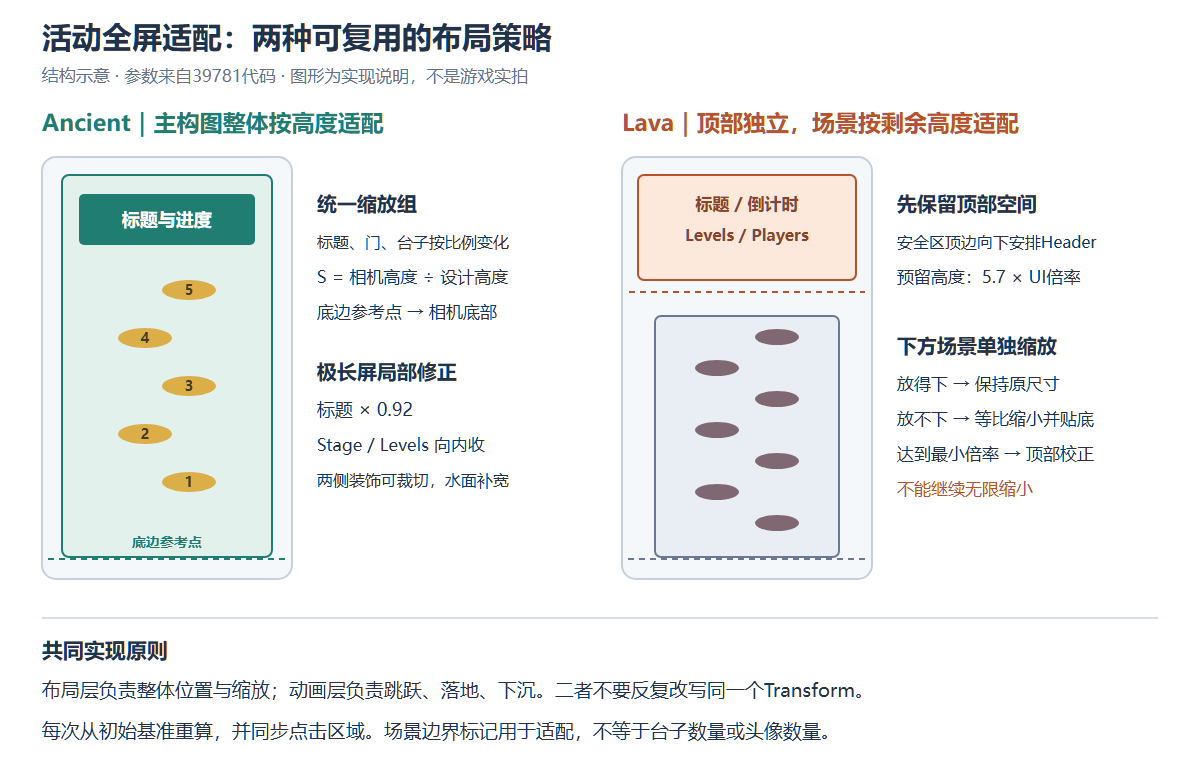 活动全屏适配：两种可复用的布局策略
结构示意 · 参数来自39781代码 · 图形为实现说明，不是游戏实拍
Ancient｜主构图整体按高度适配
标题与进度
5
4
3
2
1
底边参考点
统一缩放组
标题、门、台子按比例变化
S = 相机高度 ÷ 设计高度
底边参考点 → 相机底部
极长屏局部修正
标题 × 0.92
Stage / Levels 向内收
两侧装饰可裁切，水面补宽
Lava｜顶部独立，场景按剩余高度适配
标题 / 倒计时
Levels / Players
先保留顶部空间
安全区顶边向下安排Header
预留高度：5.7 × UI倍率
下方场景单独缩放
放得下 → 保持原尺寸
放不下 → 等比缩小并贴底
达到最小倍率 → 顶部校正
不能继续无限缩小
共同实现原则
布局层负责整体位置与缩放；动画层负责跳跃、落地、下沉。二者不要反复改写同一个Transform。
每次从初始基准重算，并同步点击区域。场景边界标记用于适配，不等于台子数量或头像数量。